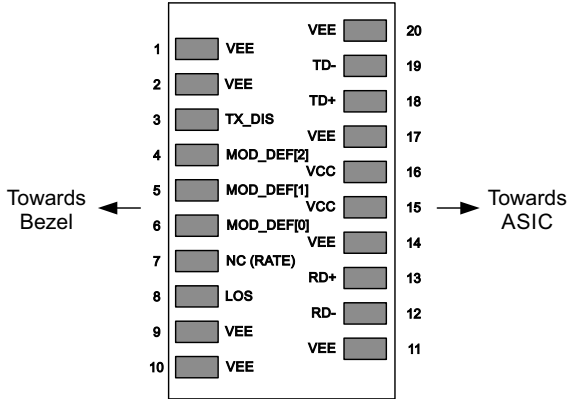 VEE 20
1 VEE
TD- 19
2 VEE
TD+ 18
3 TX_DIS
VEE 17
4 MOD_DEF[2]
VCC 16
5 MOD_DEF[1]
Towards
Bezel
VCC 15
Towards
ASIC
6 MOD_DEF[0]
VEE 14
7 NC (RATE)
RD+ 13
8 LOS
RD- 12
9 VEE
VEE 11
10 VEE